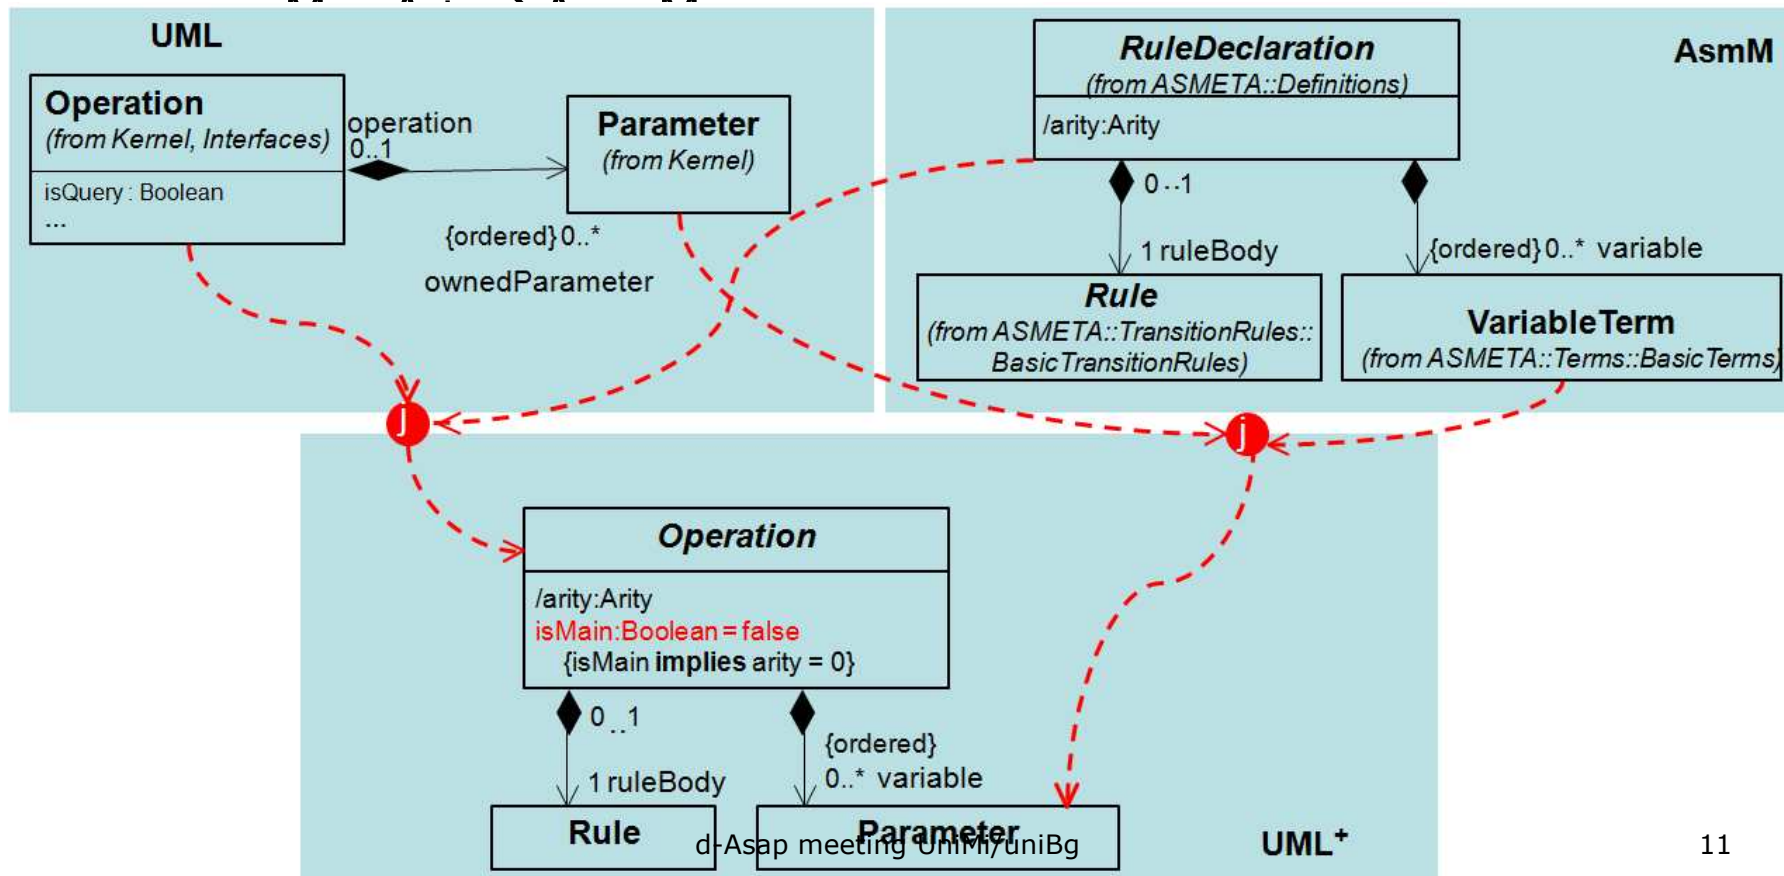 UML
Operation
(from Kernel, Interfaces)
isQuery : Boolean
...
operation
0..1
Parameter
(from Kernel)
{ordered} 0..*
ownedParameter
AsmM
RuleDeclaration
(from ASMETA::Definitions)
/arity:Arity
0..1
1 ruleBody
{ordered} 0..* variable
Rule
(from ASMETA::TransitionRules::
BasicTransitionRules)
VariableTerm
(from ASMETA::Terms::BasicTerms)
j
j
Operation
/arity:Arity
isMain:Boolean = false
{isMain implies arity = 0}
0..1
1 ruleBody
{ordered}
0..* variable
Rule
Parameter
UML+
d-Asap meeting UniMi/uniBg
11